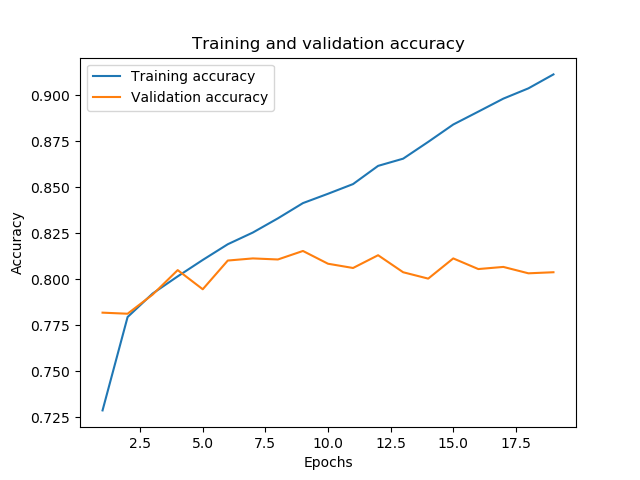 Training and validation accuracy
Training accuracy
Validation accuracy
0.900
0.875
0.850
0.825
0.800
0.775
0.750
0.725
Accuracy
2.5 5.0 7.5 10.0 12.5 15.0 17.5
Epochs